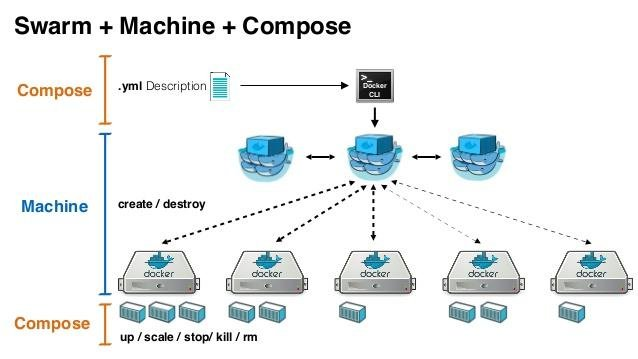 Swarm + Machine + Compose
Compose
.yml Description
>_
Docker
CLI
Machine
create / destroy
docker
docker
docker
docker
docker
Compose
up / scale / stop/ kill / rm